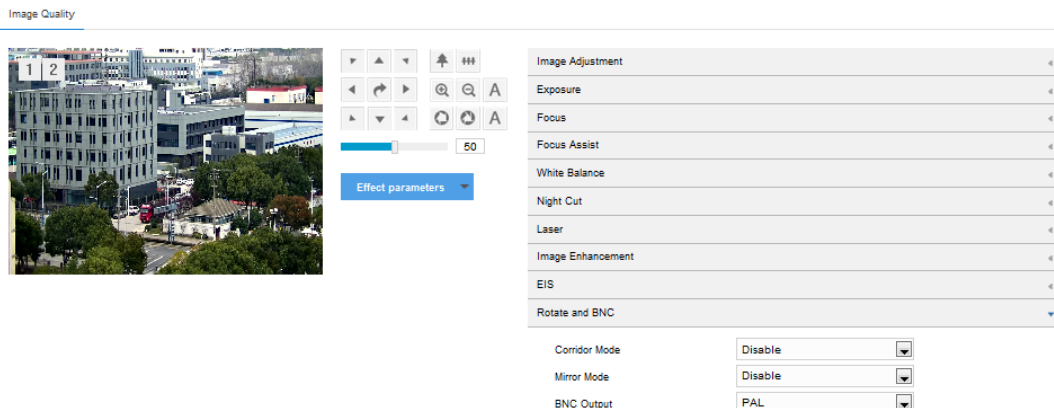 Image Quality
1 2
A
A
50
Effect parameters
Image Adjustment
Exposure
Focus
Focus Assist
White Balance
Night Cut
Laser
Image Enhancement
EIS
Rotate and BNC
Corridor Mode Disable
Mirror Mode Disable
BNC Output PAL